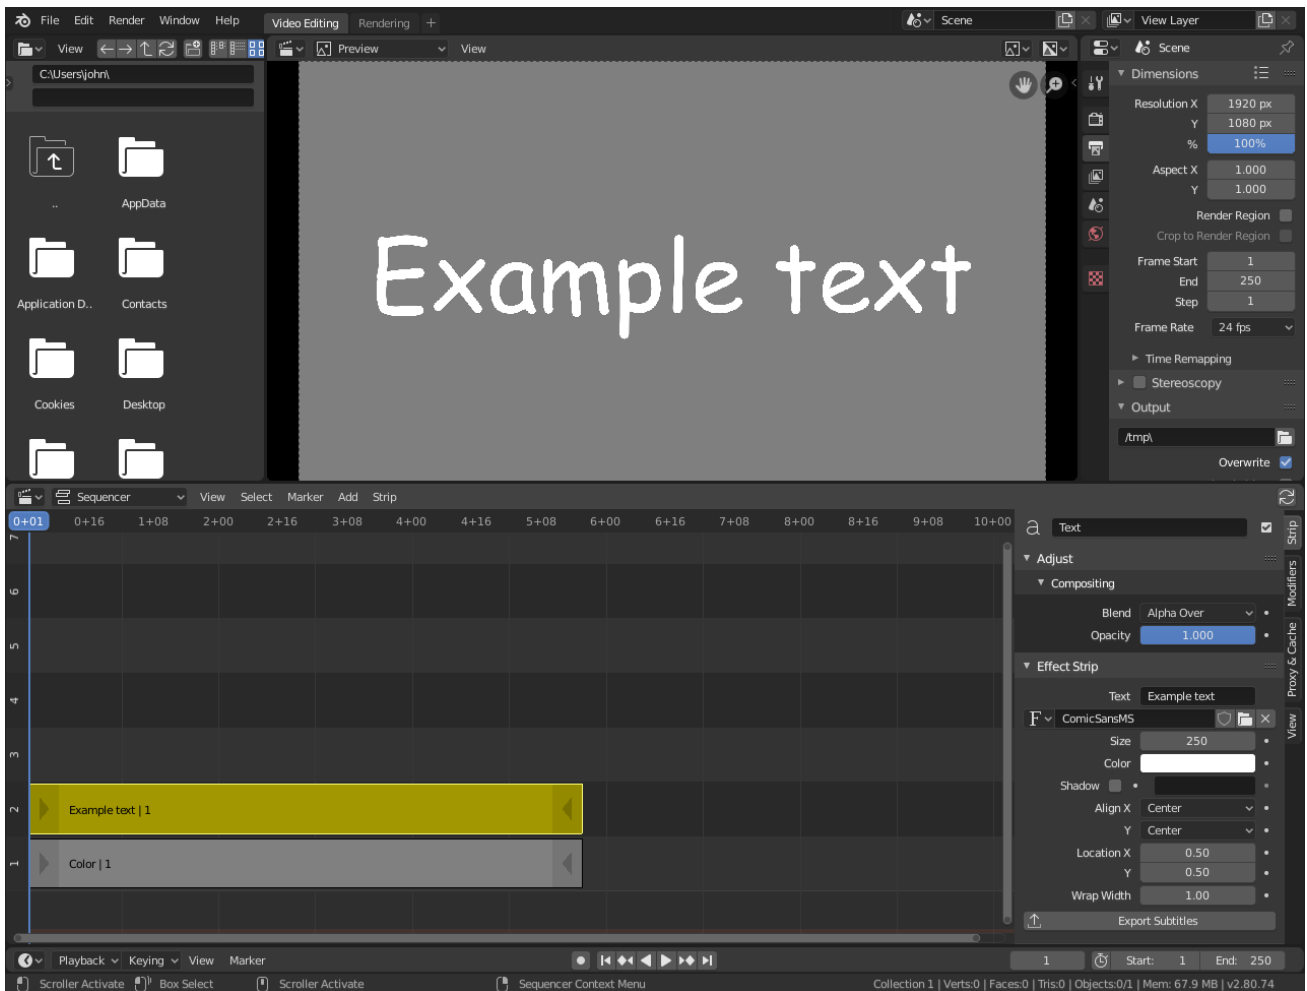 File Edit Render Window Help Video Editing Rendering + Scene View Layer
View Preview View Scene
C:\Users\john\
..
AppData
Application D..
Contacts
Cookies
Desktop
Example text
Dimensions
Resolution X 1920 px
Y 1080 px
% 100%
Aspect X 1.000
Y 1.000
Render Region
Crop to Render Region
Frame Start 1
End 250
Step 1
Frame Rate 24 fps
Time Remapping
Stereoscopy
Output
/tmp\
Overwrite
Sequencer View Select Marker Add Strip
0+01 0+16 1+08 2+00 2+16 3+08 4+00 4+16 5+08 6+00 6+16 7+08 8+00 8+16 9+08 10+00
7
6
5
4
3
2
1
Example text | 1
Color | 1
a Text
Adjust
Compositing
Blend Alpha Over
Opacity 1.000
Effect Strip
Text Example text
F ComicSansMS
Size 250
Color
Shadow
Align X Center
Y Center
Location X 0.50
Y 0.50
Wrap Width 1.00
Export Subtitles
Strip
Modifiers
Proxy & Cache
View
Playback Keying View Marker 1 Start: 1 End: 250
Scroller Activate Box Select Scroller Activate Sequencer Context Menu Collection 1 | Verts:0 | Faces:0 | Tris:0 | Objects:0/1 | Mem: 67.9 MB | v2.80.74